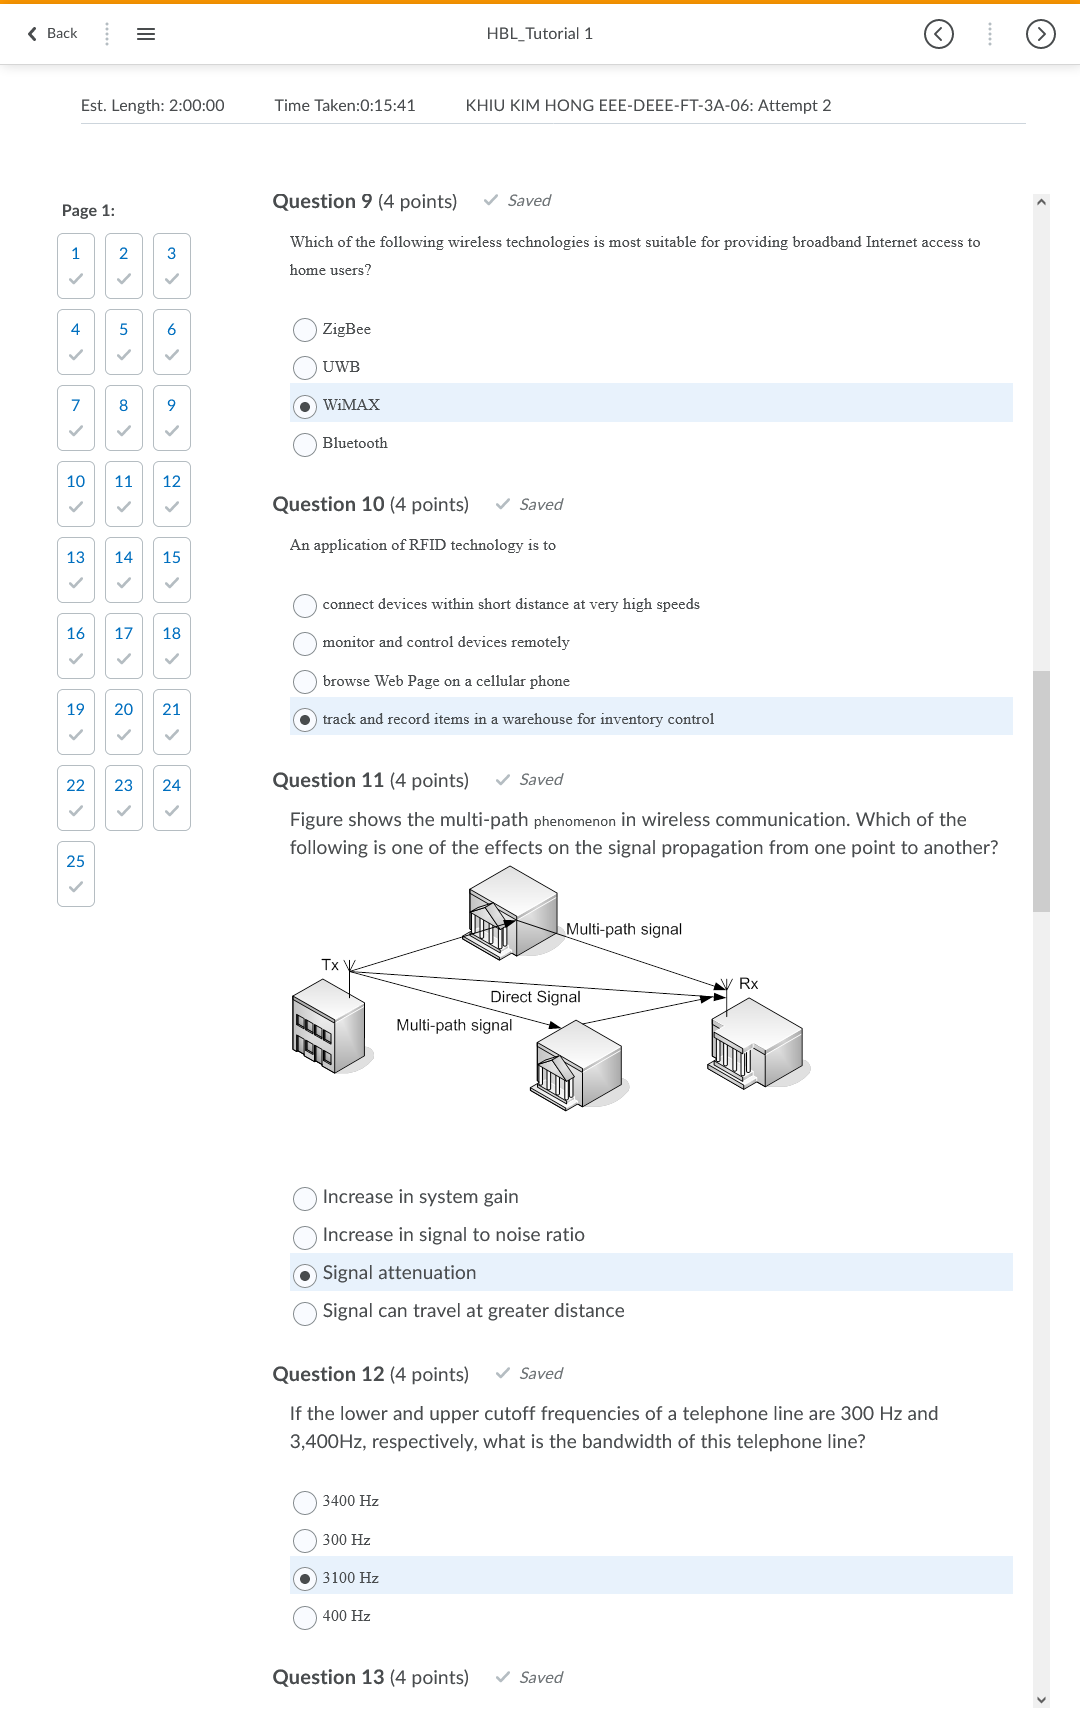 Back
HBL_Tutorial 1
Est. Length: 2:00:00 Time Taken:0:15:41 KHIU KIM HONG EEE-DEEE-FT-3A-06: Attempt 2
Page 1:
1 2 3
4 5 6
7 8 9
10 11 12
13 14 15
16 17 18
19 20 21
22 23 24
25
Question 9 (4 points) Saved
Which of the following wireless technologies is most suitable for providing broadband Internet access to
home users?
ZigBee
UWB
WiMAX
Bluetooth
Question 10 (4 points) Saved
An application of RFID technology is to
connect devices within short distance at very high speeds
monitor and control devices remotely
browse Web Page on a cellular phone
track and record items in a warehouse for inventory control
Question 11 (4 points) Saved
Figure shows the multi-path phenomenon in wireless communication. Which of the
following is one of the effects on the signal propagation from one point to another?
Multi-path signal
Tx
Rx
Direct Signal
Multi-path signal
Increase in system gain
Increase in signal to noise ratio
Signal attenuation
Signal can travel at greater distance
Question 12 (4 points) Saved
If the lower and upper cutoff frequencies of a telephone line are 300 Hz and
3,400Hz, respectively, what is the bandwidth of this telephone line?
3400 Hz
300 Hz
3100 Hz
400 Hz
Question 13 (4 points) Saved